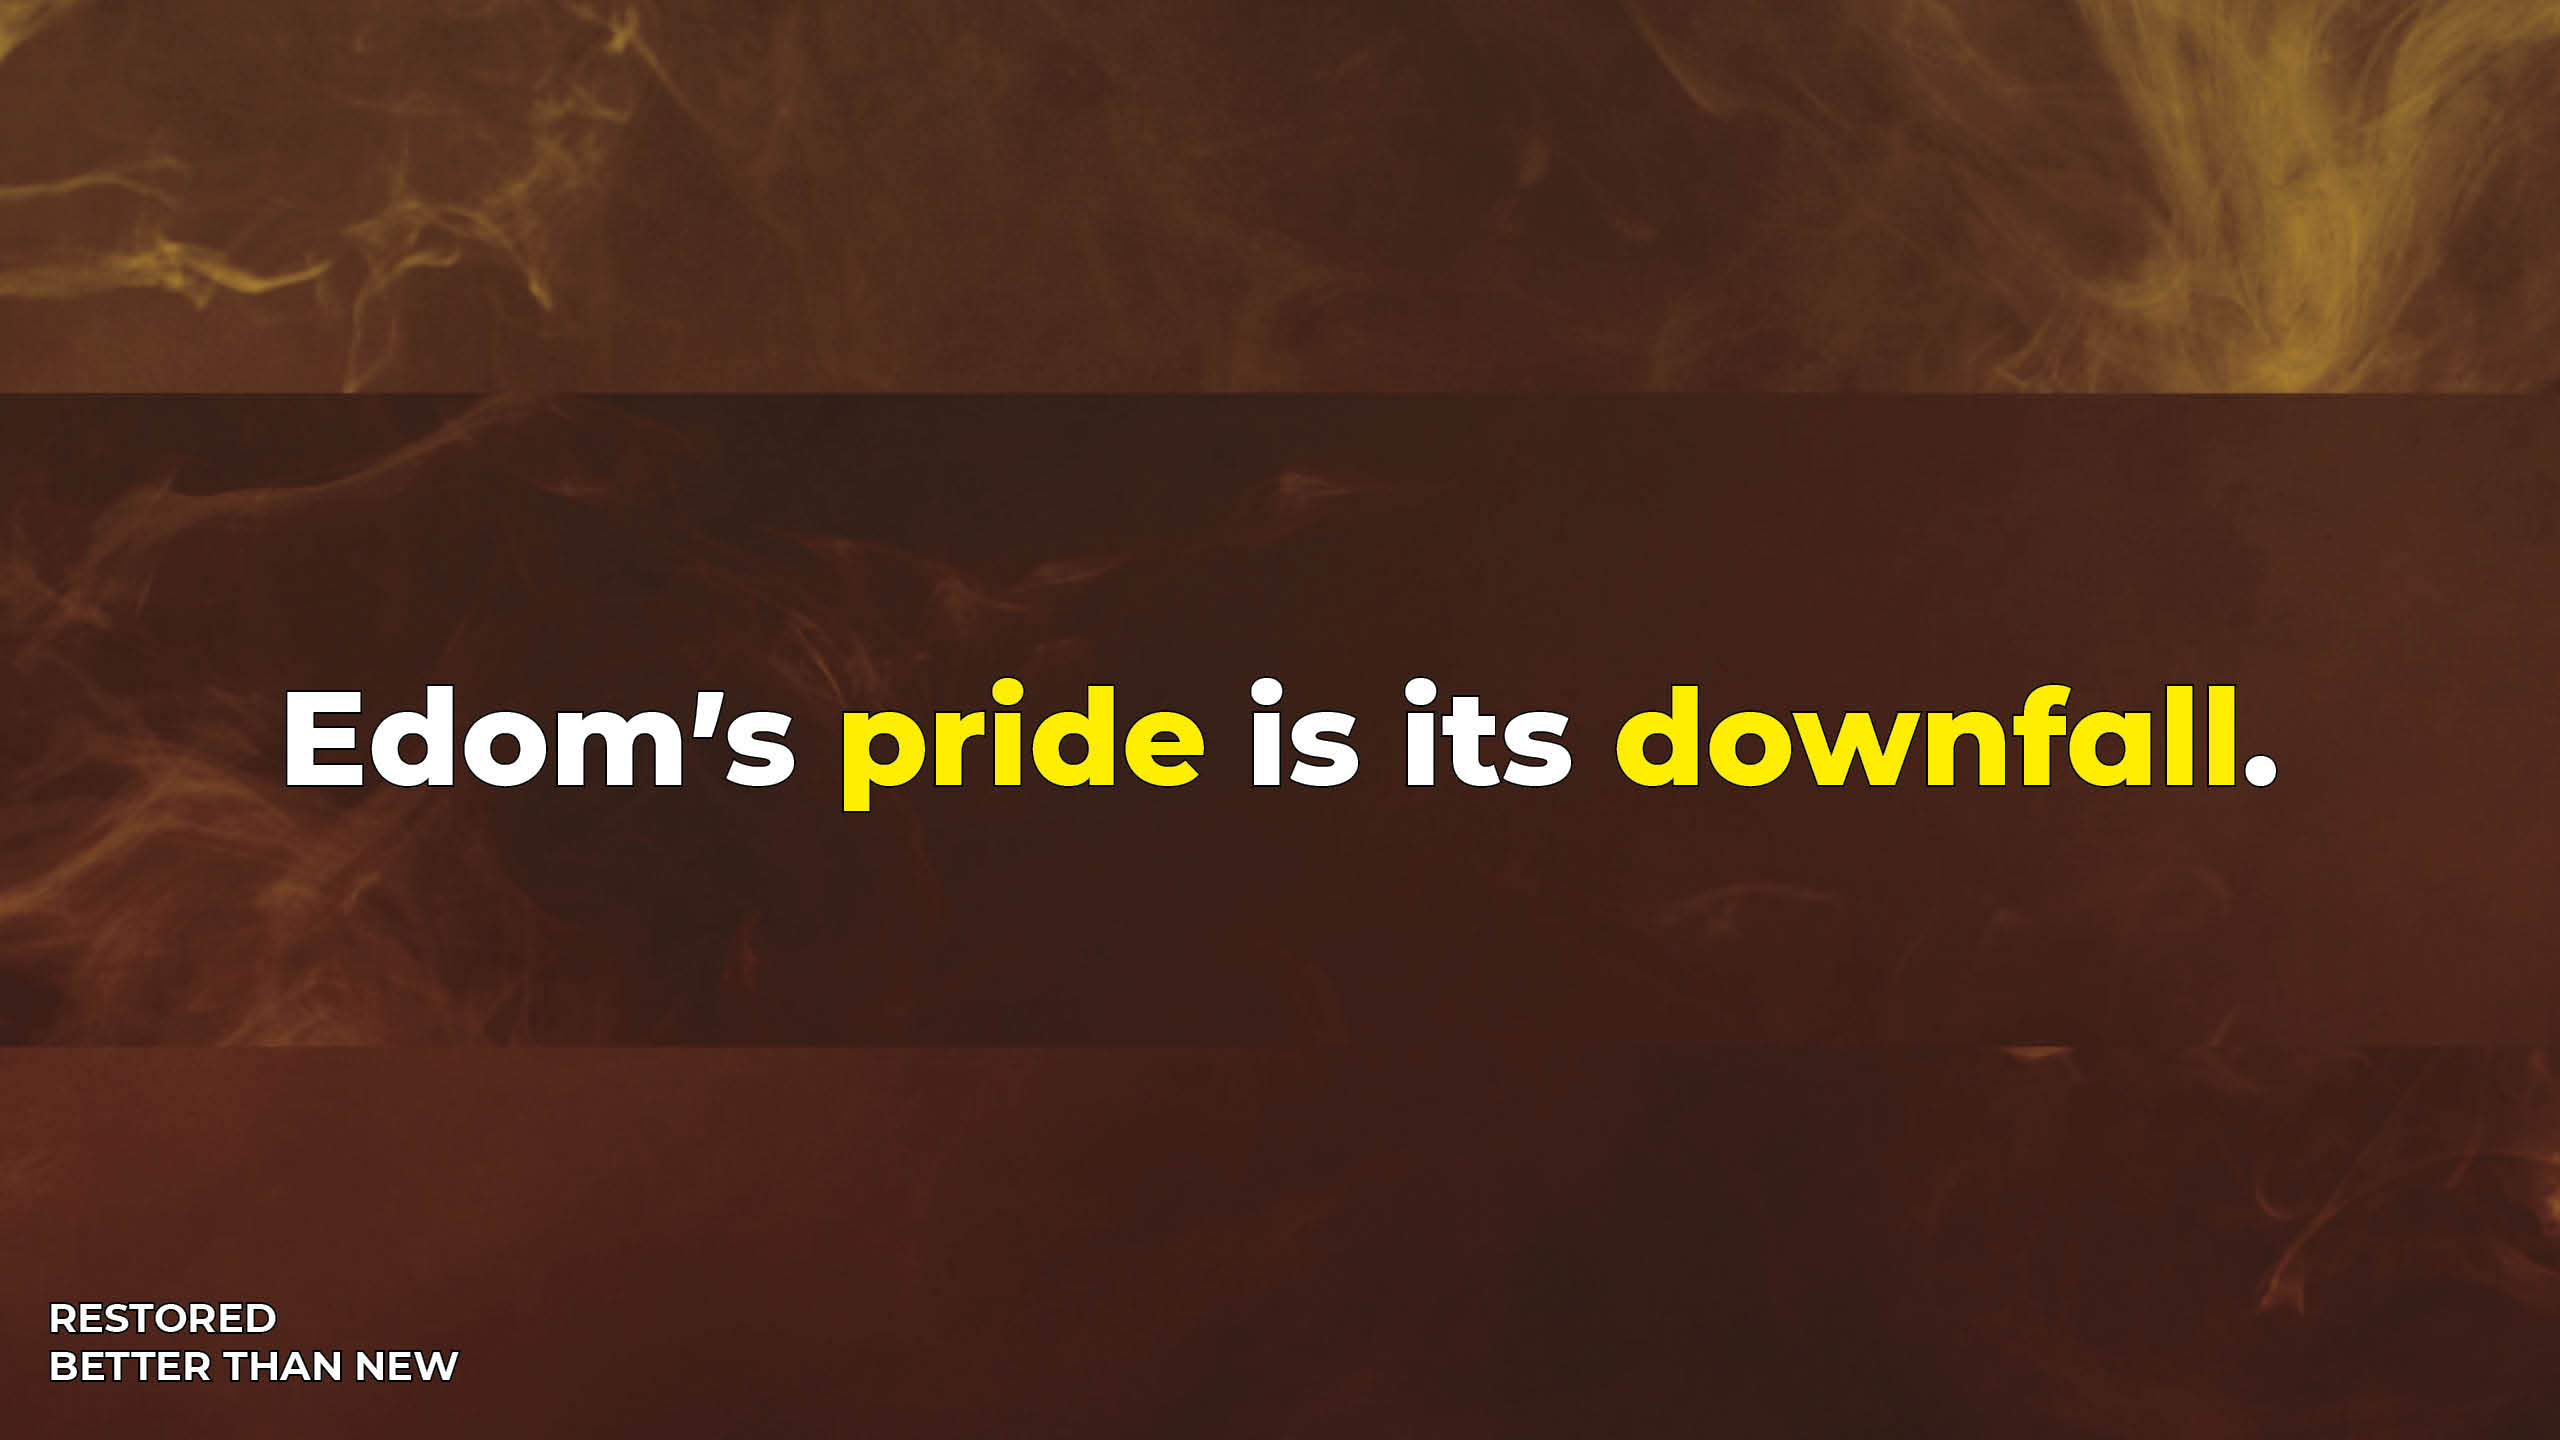 Edom's pride is its downfall.
RESTORED
BETTER THAN NEW